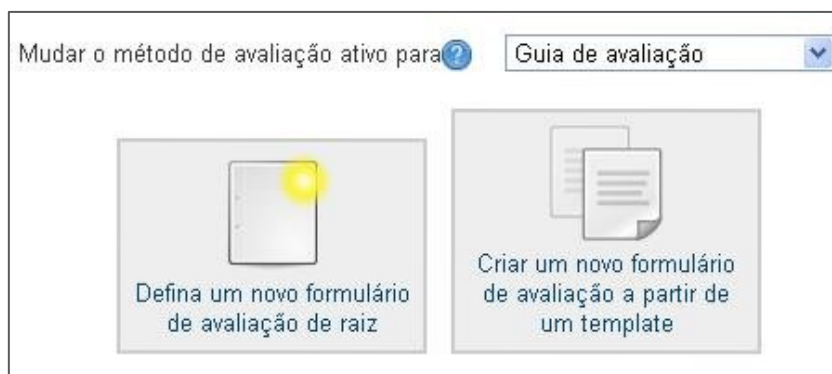 Mudar o método de avaliação ativo para
Guia de avaliação
Defina um novo formulário
de avaliação de raiz
Criar um novo formulário
de avaliação a partir de
um template